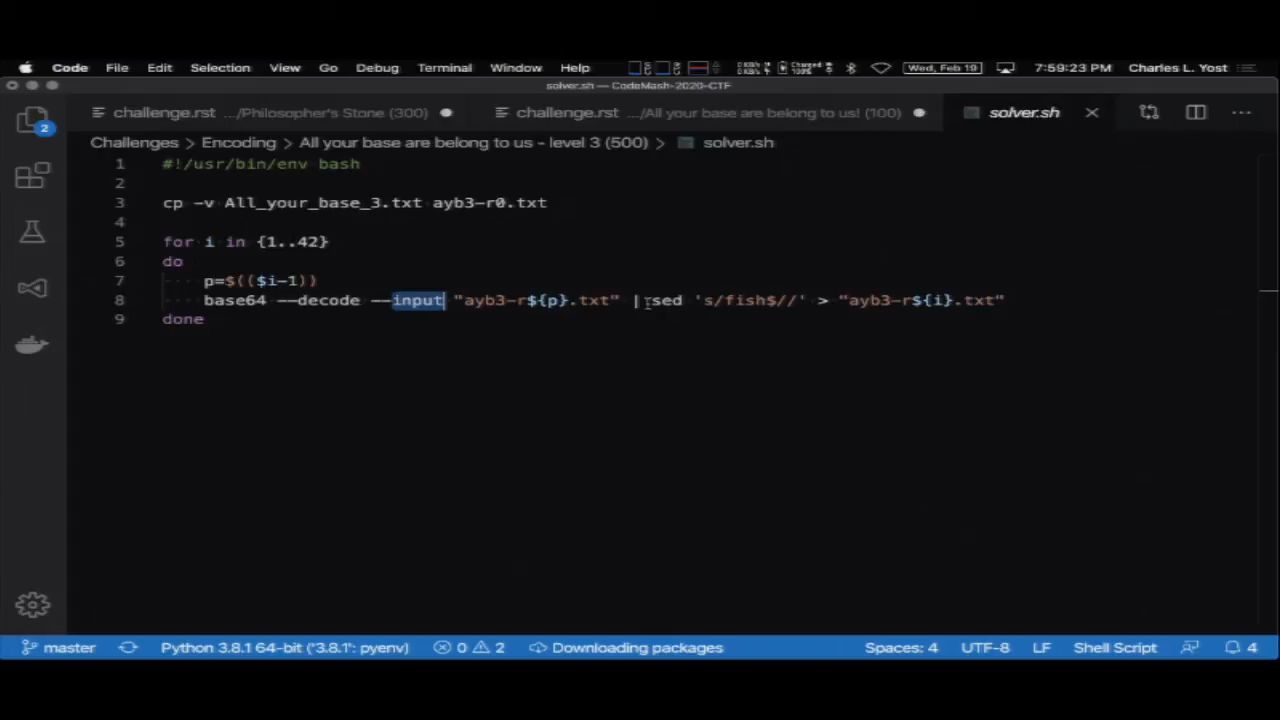 Code File Edit Selection View Go Debug Terminal Window Help Wed, Feb 19 7:59:23 PM Charles L. Yost
solver.sh — CodeMash-2020-CTF
challenge.rst .../Philosopher's Stone (300) challenge.rst .../All your base are belong to us! (100) solver.sh
2
Challenges > Encoding > All your base are belong to us - level 3 (500) > solver.sh
1 #!/usr/bin/env bash
2
3 cp -v All_your_base_3.txt ayb3-r0.txt
4
5 for i in {1..42}
6 do
7 p=$(($i-1))
8 base64 --decode --input "ayb3-r${p}.txt" | sed 's/fish$//' > "ayb3-r${i}.txt"
9 done
master Python 3.8.1 64-bit ('3.8.1': pyenv) 0 2 Downloading packages Spaces: 4 UTF-8 LF Shell Script 4